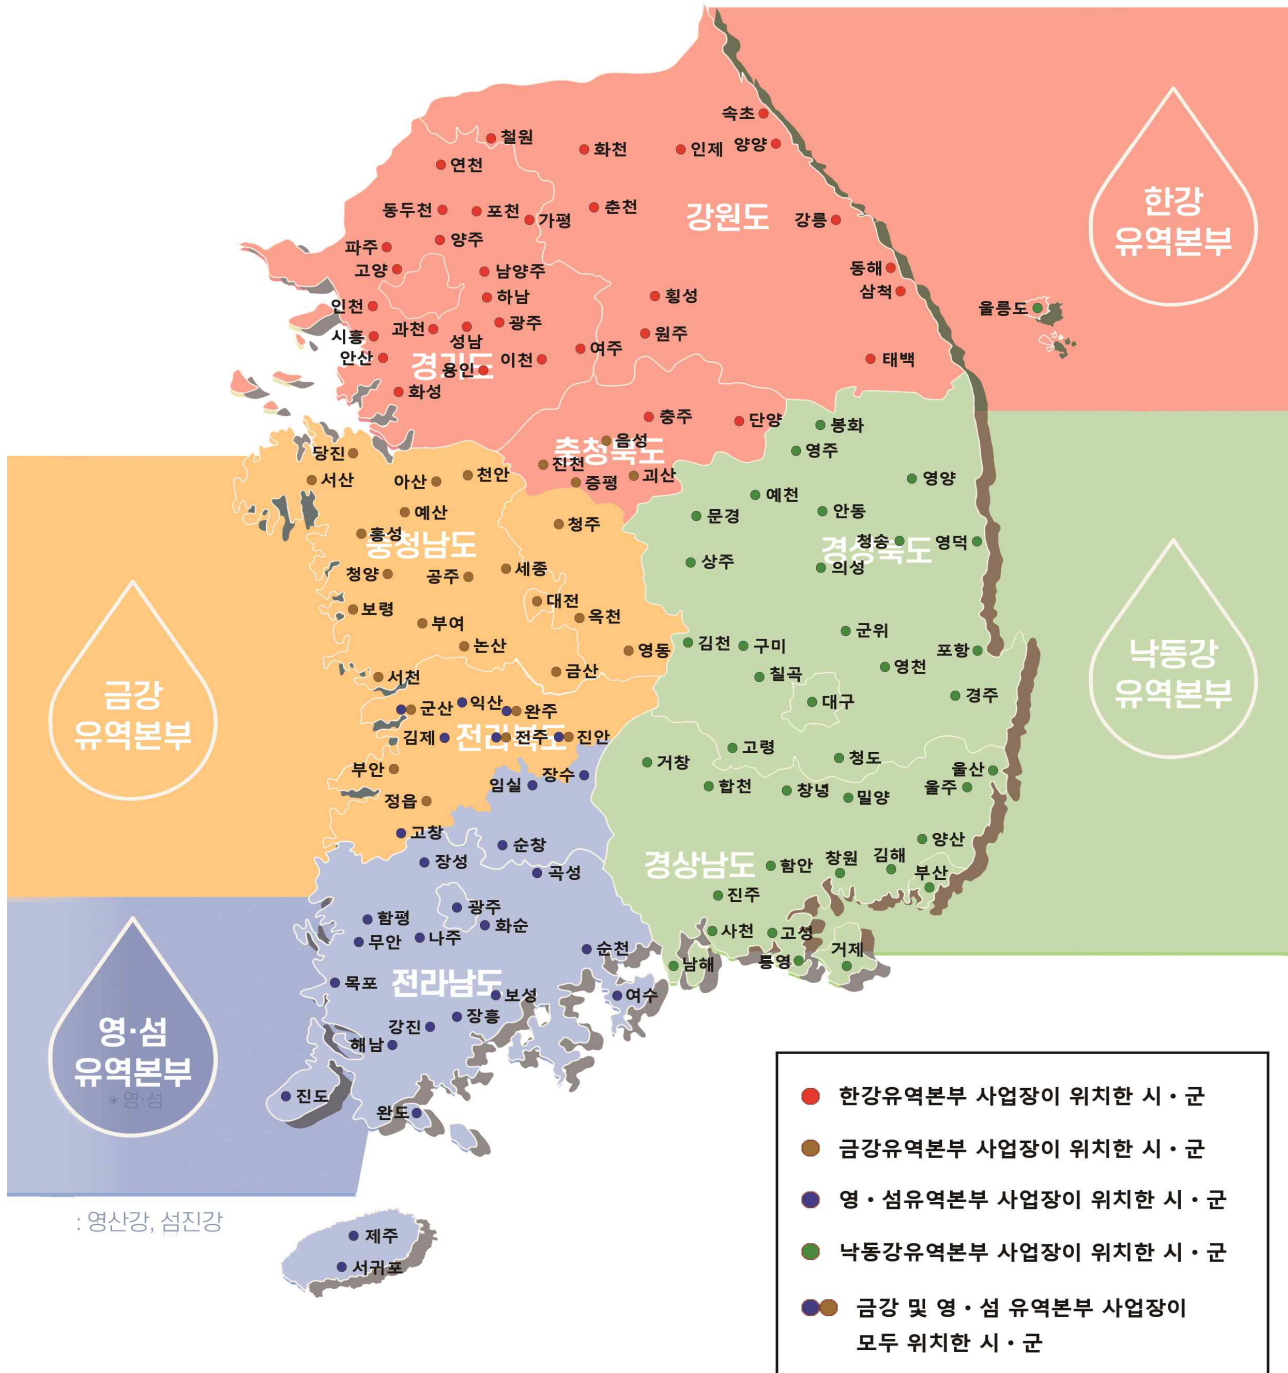 속초
양양
철원
화천
인제
연천
한강
유역본부
동두천
포천
가평
춘천
강원도
강릉
파주
양주
고양
남양주
동해
삼척
인천
하남
횡성
울릉도
시흥
과천
성남
광주
원주
안산
경기도
용인
이천
여주
태백
화성
충주
단양
봉화
음성
충청북도
영주
당진
서산
아산
천안
진천
증평
괴산
영양
예산
예천
홍성
충청남도
청주
문경
안동
경상북도
청송
영덕
청양
공주
세종
상주
의성
보령
대전
부여
옥천
군위
논산
영동
김천
구미
포항
낙동강
유역본부
서천
금산
칠곡
영천
금강
유역본부
군산
익산
완주
대구
경주
김제
전라북도
전주
진안
고령
청도
부안
임실
장수
거창
합천
창녕
밀양
울산
울주
정읍
고창
순창
양산
장성
곡성
경상남도
함안
창원
김해
부산
함평
광주
화순
진주
무안
나주
순천
사천
고성
거제
목포
전라남도
보성
여수
남해
통영
영·섬
유역본부
* 영·섬
강진
장흥
해남
진도
완도
: 영산강, 섬진강
제주
서귀포
한강유역본부 사업장이 위치한 시·군
금강유역본부 사업장이 위치한 시·군
영·섬유역본부 사업장이 위치한 시·군
낙동강유역본부 사업장이 위치한 시·군
금강 및 영·섬 유역본부 사업장이
모두 위치한 시·군